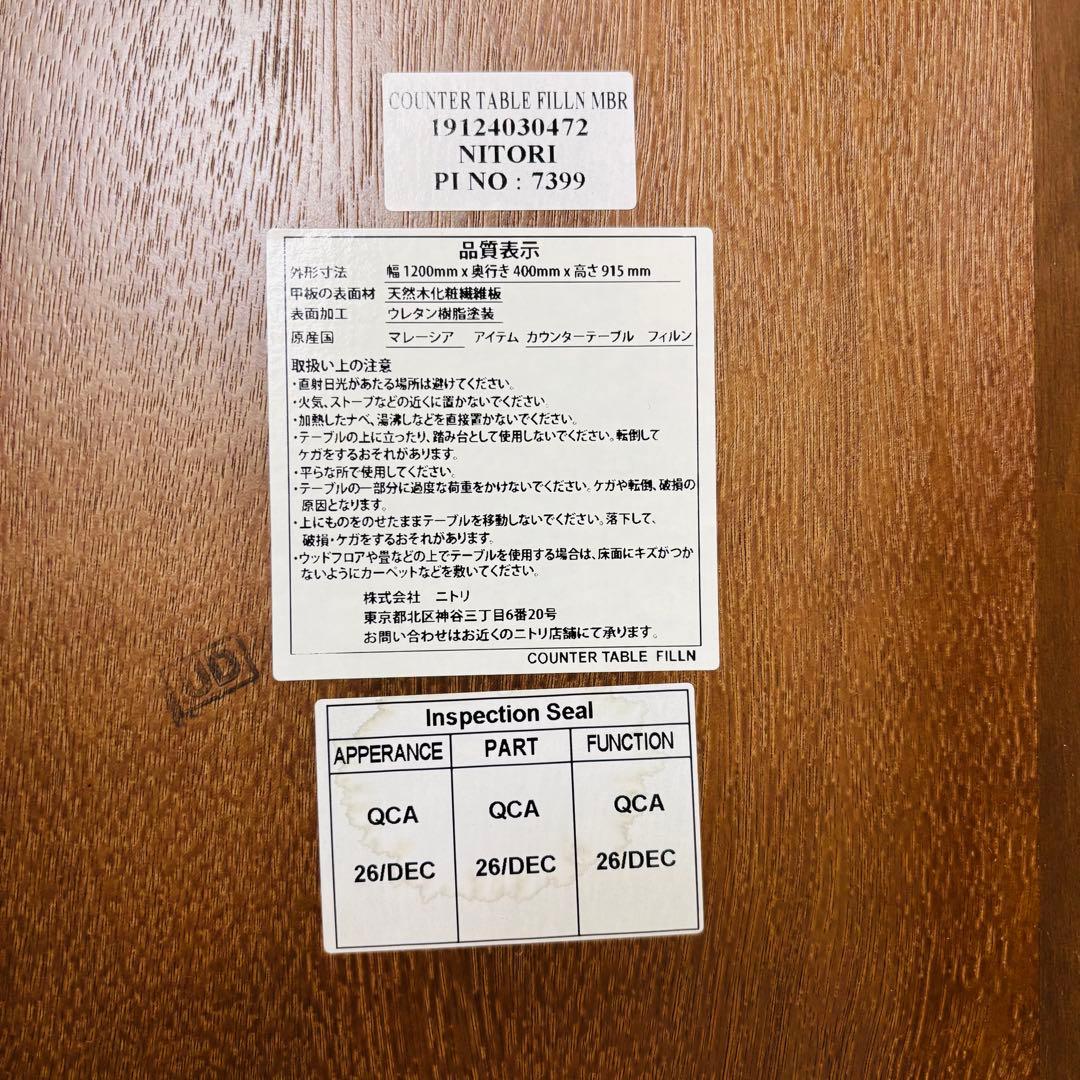 COUNTER TABLE FILLN MBR
19124030472
NITORI
PI NO : 7399
品質表示
外形寸法 幅 1200mm x 奥行き 400mm x 高さ 915 mm
甲板の表面材 天然木化粧繊維板
表面加工 ウレタン樹脂塗装
原産国 マレーシア アイテム カウンターテーブル フィルン
取扱い上の注意
・直射日光があたる場所は避けてください。
・火気、ストーブなどの近くに置かないでください。
・加熱したナベ、湯沸しなどを直接置かないでください。
・テーブルの上に立ったり、踏み台として使用しないでください。転倒して
ケガをするおそれがあります。
・平らな所で使用してください。
・テーブルの一部分に過度な荷重をかけないでください。ケガや転倒、破損の
原因となります。
・上にものをのせたままテーブルを移動しないでください。落下して、
破損・ケガをするおそれがあります。
・ウッドフロアや畳などの上でテーブルを使用する場合は、床面にキズがつか
ないようにカーペットなどを敷いてください。
株式会社 ニトリ
東京都北区神谷三丁目6番20号
お問い合わせはお近くのニトリ店舗にて承ります。
COUNTER TABLE FILLN
JD
Inspection Seal
APPERANCE PART FUNCTION
QCA QCA QCA
26/DEC 26/DEC 26/DEC